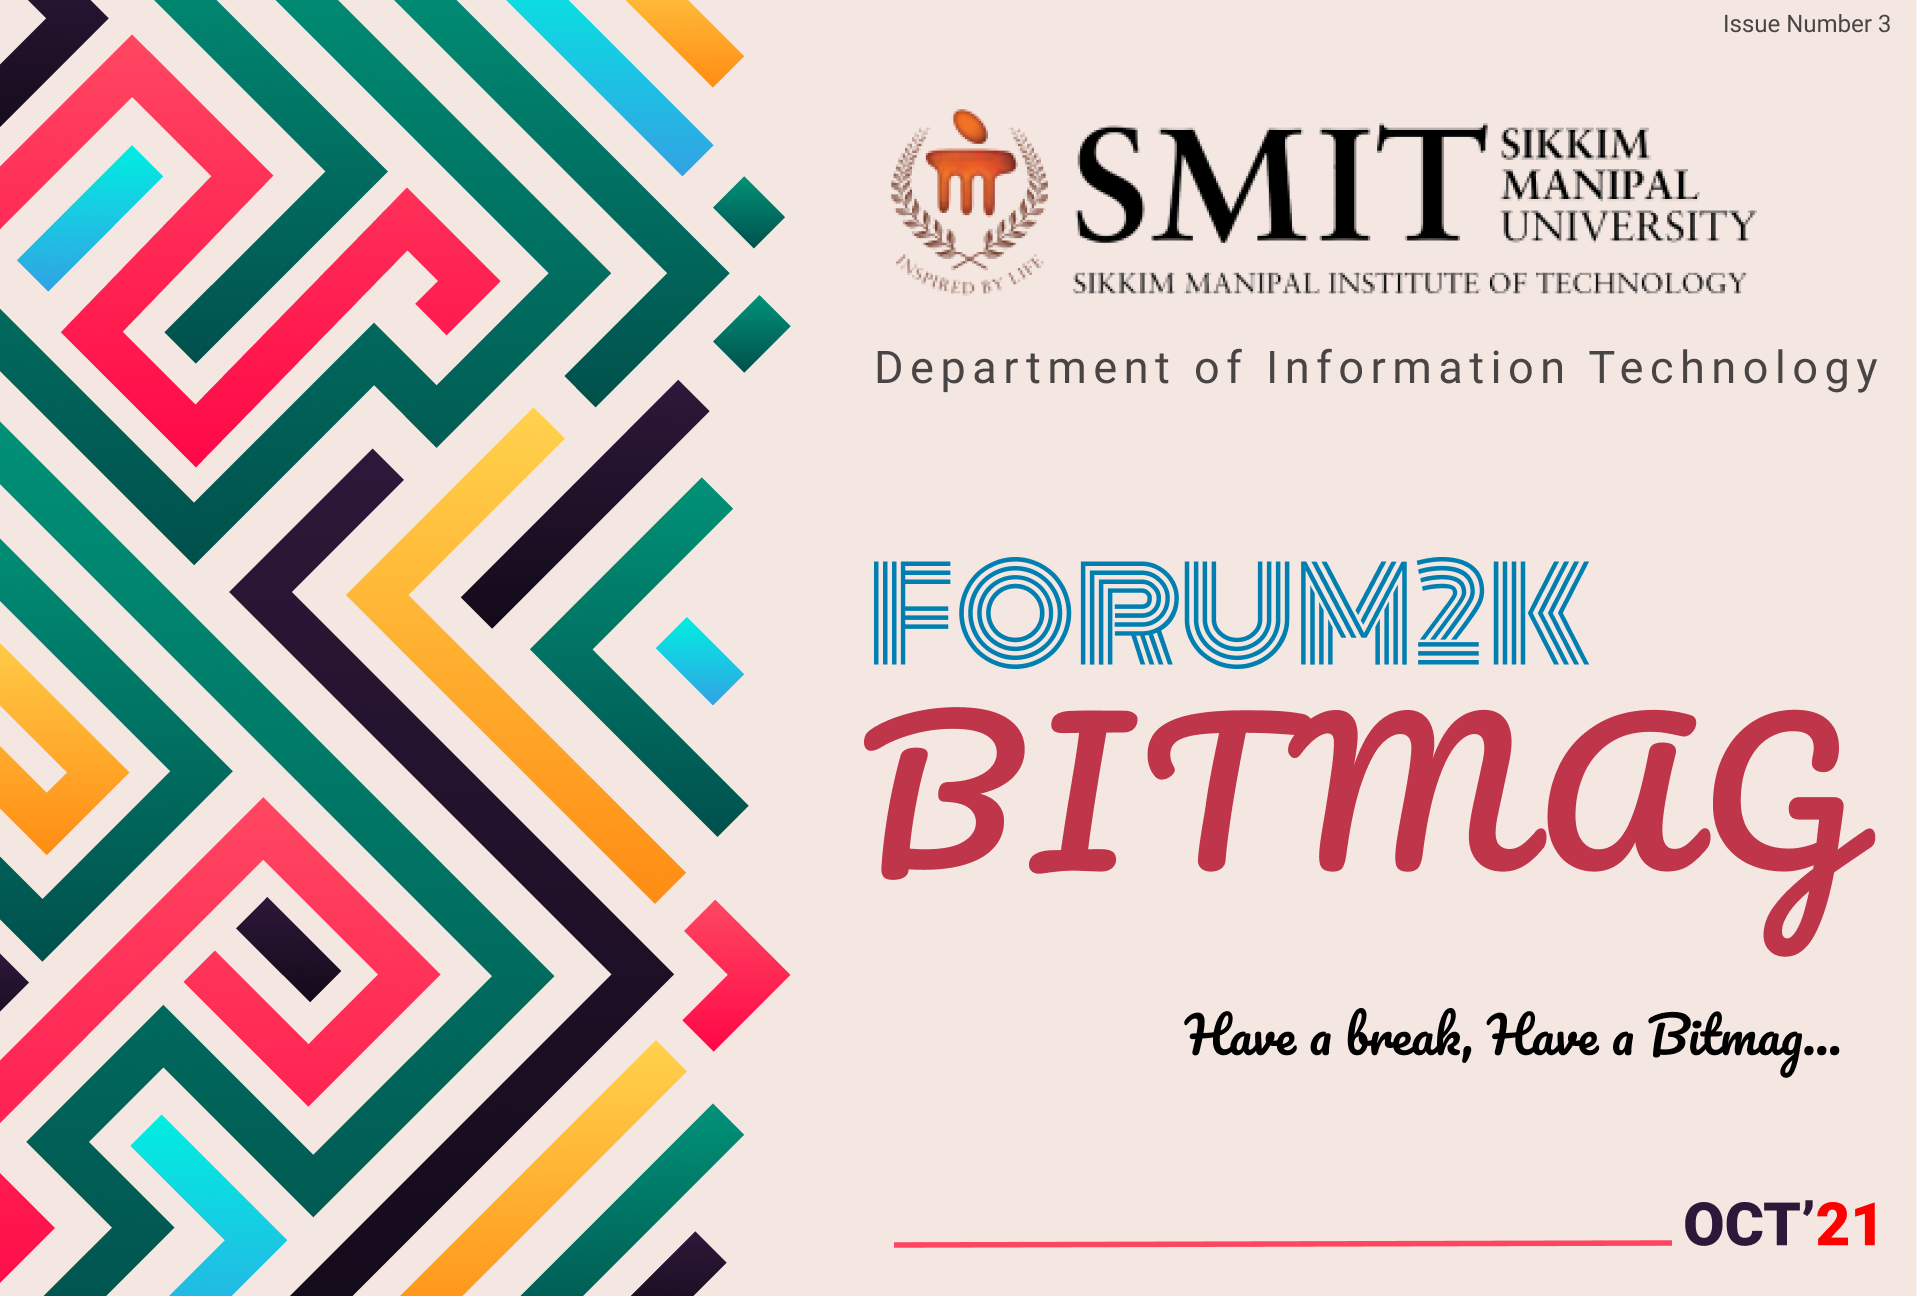 Issue Number 3
SMIT
SIKKIM
MANIPAL
UNIVERSITY
INSPIRED BY LIFE
SIKKIM MANIPAL INSTITUTE OF TECHNOLOGY
Department of Information Technology
FORUM2K
BITMAG
Have a break, Have a Bitmag...
OCT’21